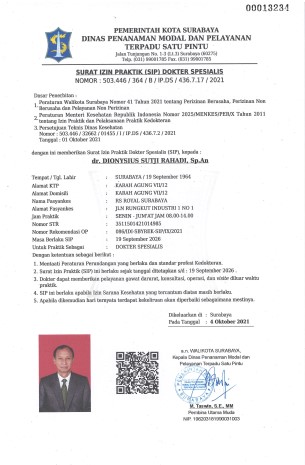 00013234
PEMERINTAH KOTA SURABAYA
DINAS PENANAMAN MODAL DAN PELAYANAN
TERPADU SATU PINTU
Jalan Tunjungan No. 1-3 (Lt.3) Surabaya (60275)
Telp. (031) 99001785 Fax. (031) 99001785
SURAT IZIN PRAKTIK (SIP) DOKTER SPESIALIS
NOMOR : 503.446 / 364 / B / IP.DS / 436.7.17 / 2021
Dasar Penerbitan :
1. Peraturan Walikota Surabaya Nomor 41 Tahun 2021 tentang Perizinan Berusaha, Perizinan Non
Berusaha dan Pelayanan Non Perizinan
2. Peraturan Menteri Kesehatan Republik Indonesia Nomor 2052/MENKES/PER/X Tahun 2011
tentang Izin Praktik dan Pelaksanaan Praktik Kedokteran
3. Persetujuan Teknis Dinas Kesehatan
Nomor : 503.446 / 32662 / 01455 / I / IP.DS / 436.7.2 / 2021
Tanggal : 01 Oktober 2021
dengan ini memberikan Surat Izin Praktik Dokter Spesialis (SIP), kepada :
dr. DIONYSIUS SUTJI RAHADI, Sp.An
Tempat / Tgl. Lahir : SURABAYA / 19 September 1964
Alamat KTP : KARAH AGUNG VII/12
Alamat Domisili : KARAH AGUNG VII/12
Nama Fasyankes : RS ROYAL SURABAYA
Alamat Fasyankes : JLN RUNGKUT INDUSTRI 1 NO 1
Jam Praktik : SENIN - JUM'AT JAM 08.00-14.00
Nomor STR : 3511501421014985
Nomor Rekomendasi OP : 086/IDI-SBY/REK-SIP/IX/2021
Masa Berlaku SIP : 19 September 2026
Untuk Praktik Sebagai : DOKTER SPESIALIS
Dengan ketentuan sebagai berikut :
1. Mentaati Peraturan Perundangan yang berlaku dan standar profesi Kedokteran.
2. Surat Izin Praktik (SIP) ini berlaku sejak tanggal ditetapkan s/d : 19 September 2026 .
3. Dokter dapat memberikan pelayanan gawat darurat, konsultasi, operasi, dan visite diluar waktu
praktik.
4. SIP ini berlaku apabila Izin Sarana Kesehatan yang tercantum diatas masih berlaku.
5. Apabila dikemudian hari ternyata terdapat kekeliruan akan diperbaiki sebagaimana mestinya.
Dikeluarkan di : Surabaya
Pada Tanggal : 4 Oktober 2021
a.n. WALIKOTA SURABAYA,
Kepala Dinas Penanaman Modal dan
Pelayanan Terpadu Satu Pintu
M. Taswin, S.E., MM
Pembina Utama Muda
NIP. 196203161990031003